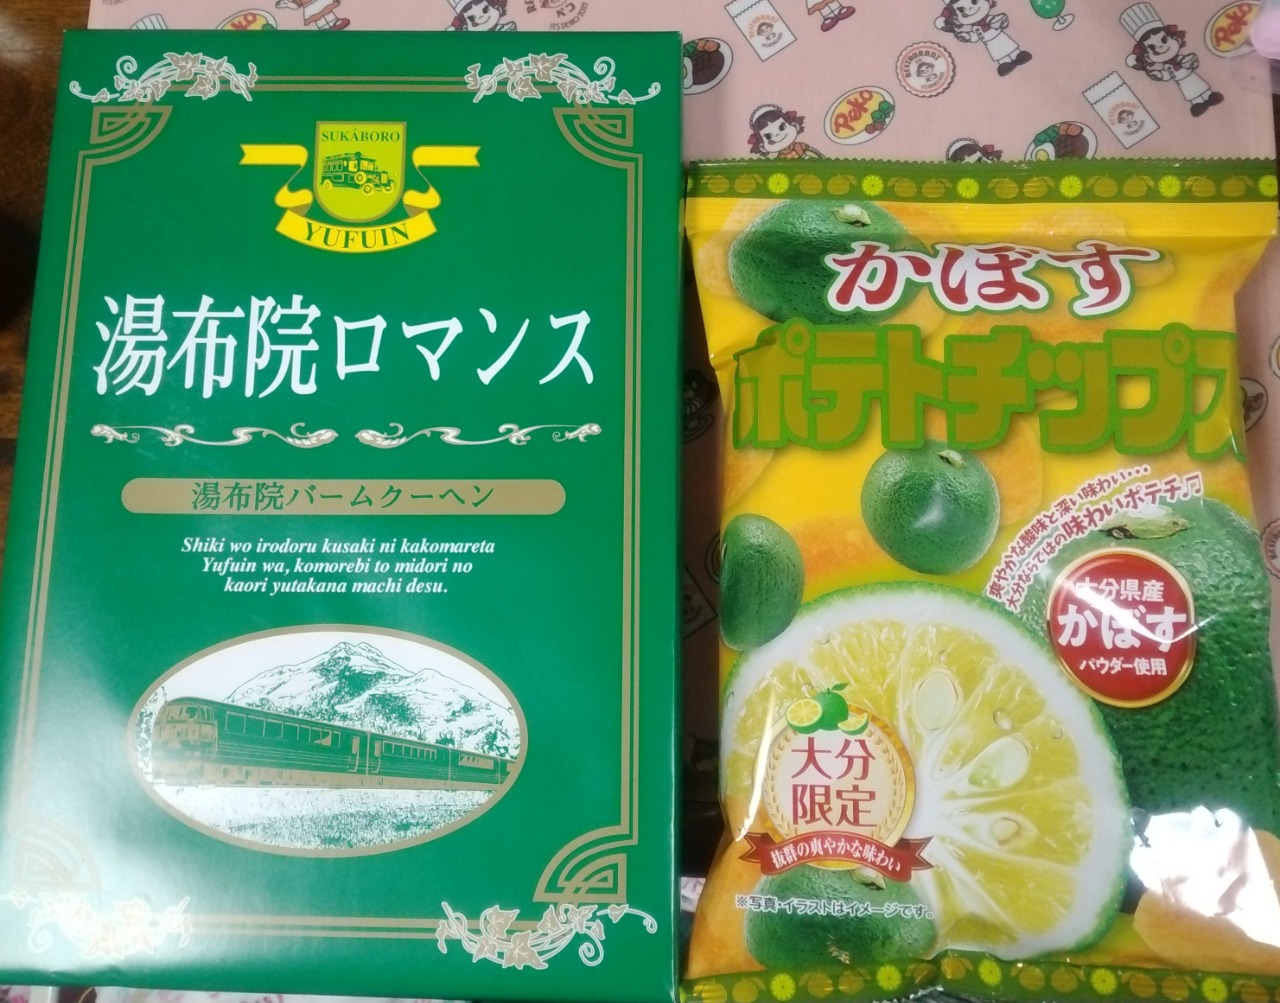 SUKABORO
YUFUIN
湯布院ロマンス
湯布院バームクーヘン
Shiki wo irodoru kusaki ni kakomareta
Yufuin wa, komorebi to midori no
kaori yutakana machi desu.
Peko
RESTAURANT
Peko
かぼす
ポテトチップス
爽やかな酸味と深い味わい…
大分ならではの味わいポテチ♫
大分県産
かぼす
パウダー使用
大分
限定
抜群の爽やかな味わい
※写真・イラストはイメージです。